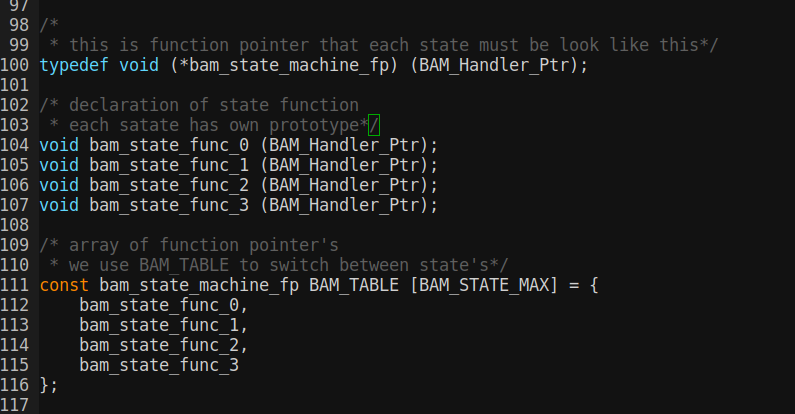 97
98 /*
99  * this is function pointer that each state must be look like this*/
100 typedef void (*bam_state_machine_fp) (BAM_Handler_Ptr);
101
102 /* declaration of state function
103  * each satate has own prototype*/
104 void bam_state_func_0 (BAM_Handler_Ptr);
105 void bam_state_func_1 (BAM_Handler_Ptr);
106 void bam_state_func_2 (BAM_Handler_Ptr);
107 void bam_state_func_3 (BAM_Handler_Ptr);
108
109 /* array of function pointer's
110  * we use BAM_TABLE to switch between state's*/
111 const bam_state_machine_fp BAM_TABLE [BAM_STATE_MAX] = {
112     bam_state_func_0,
113     bam_state_func_1,
114     bam_state_func_2,
115     bam_state_func_3
116 };
117